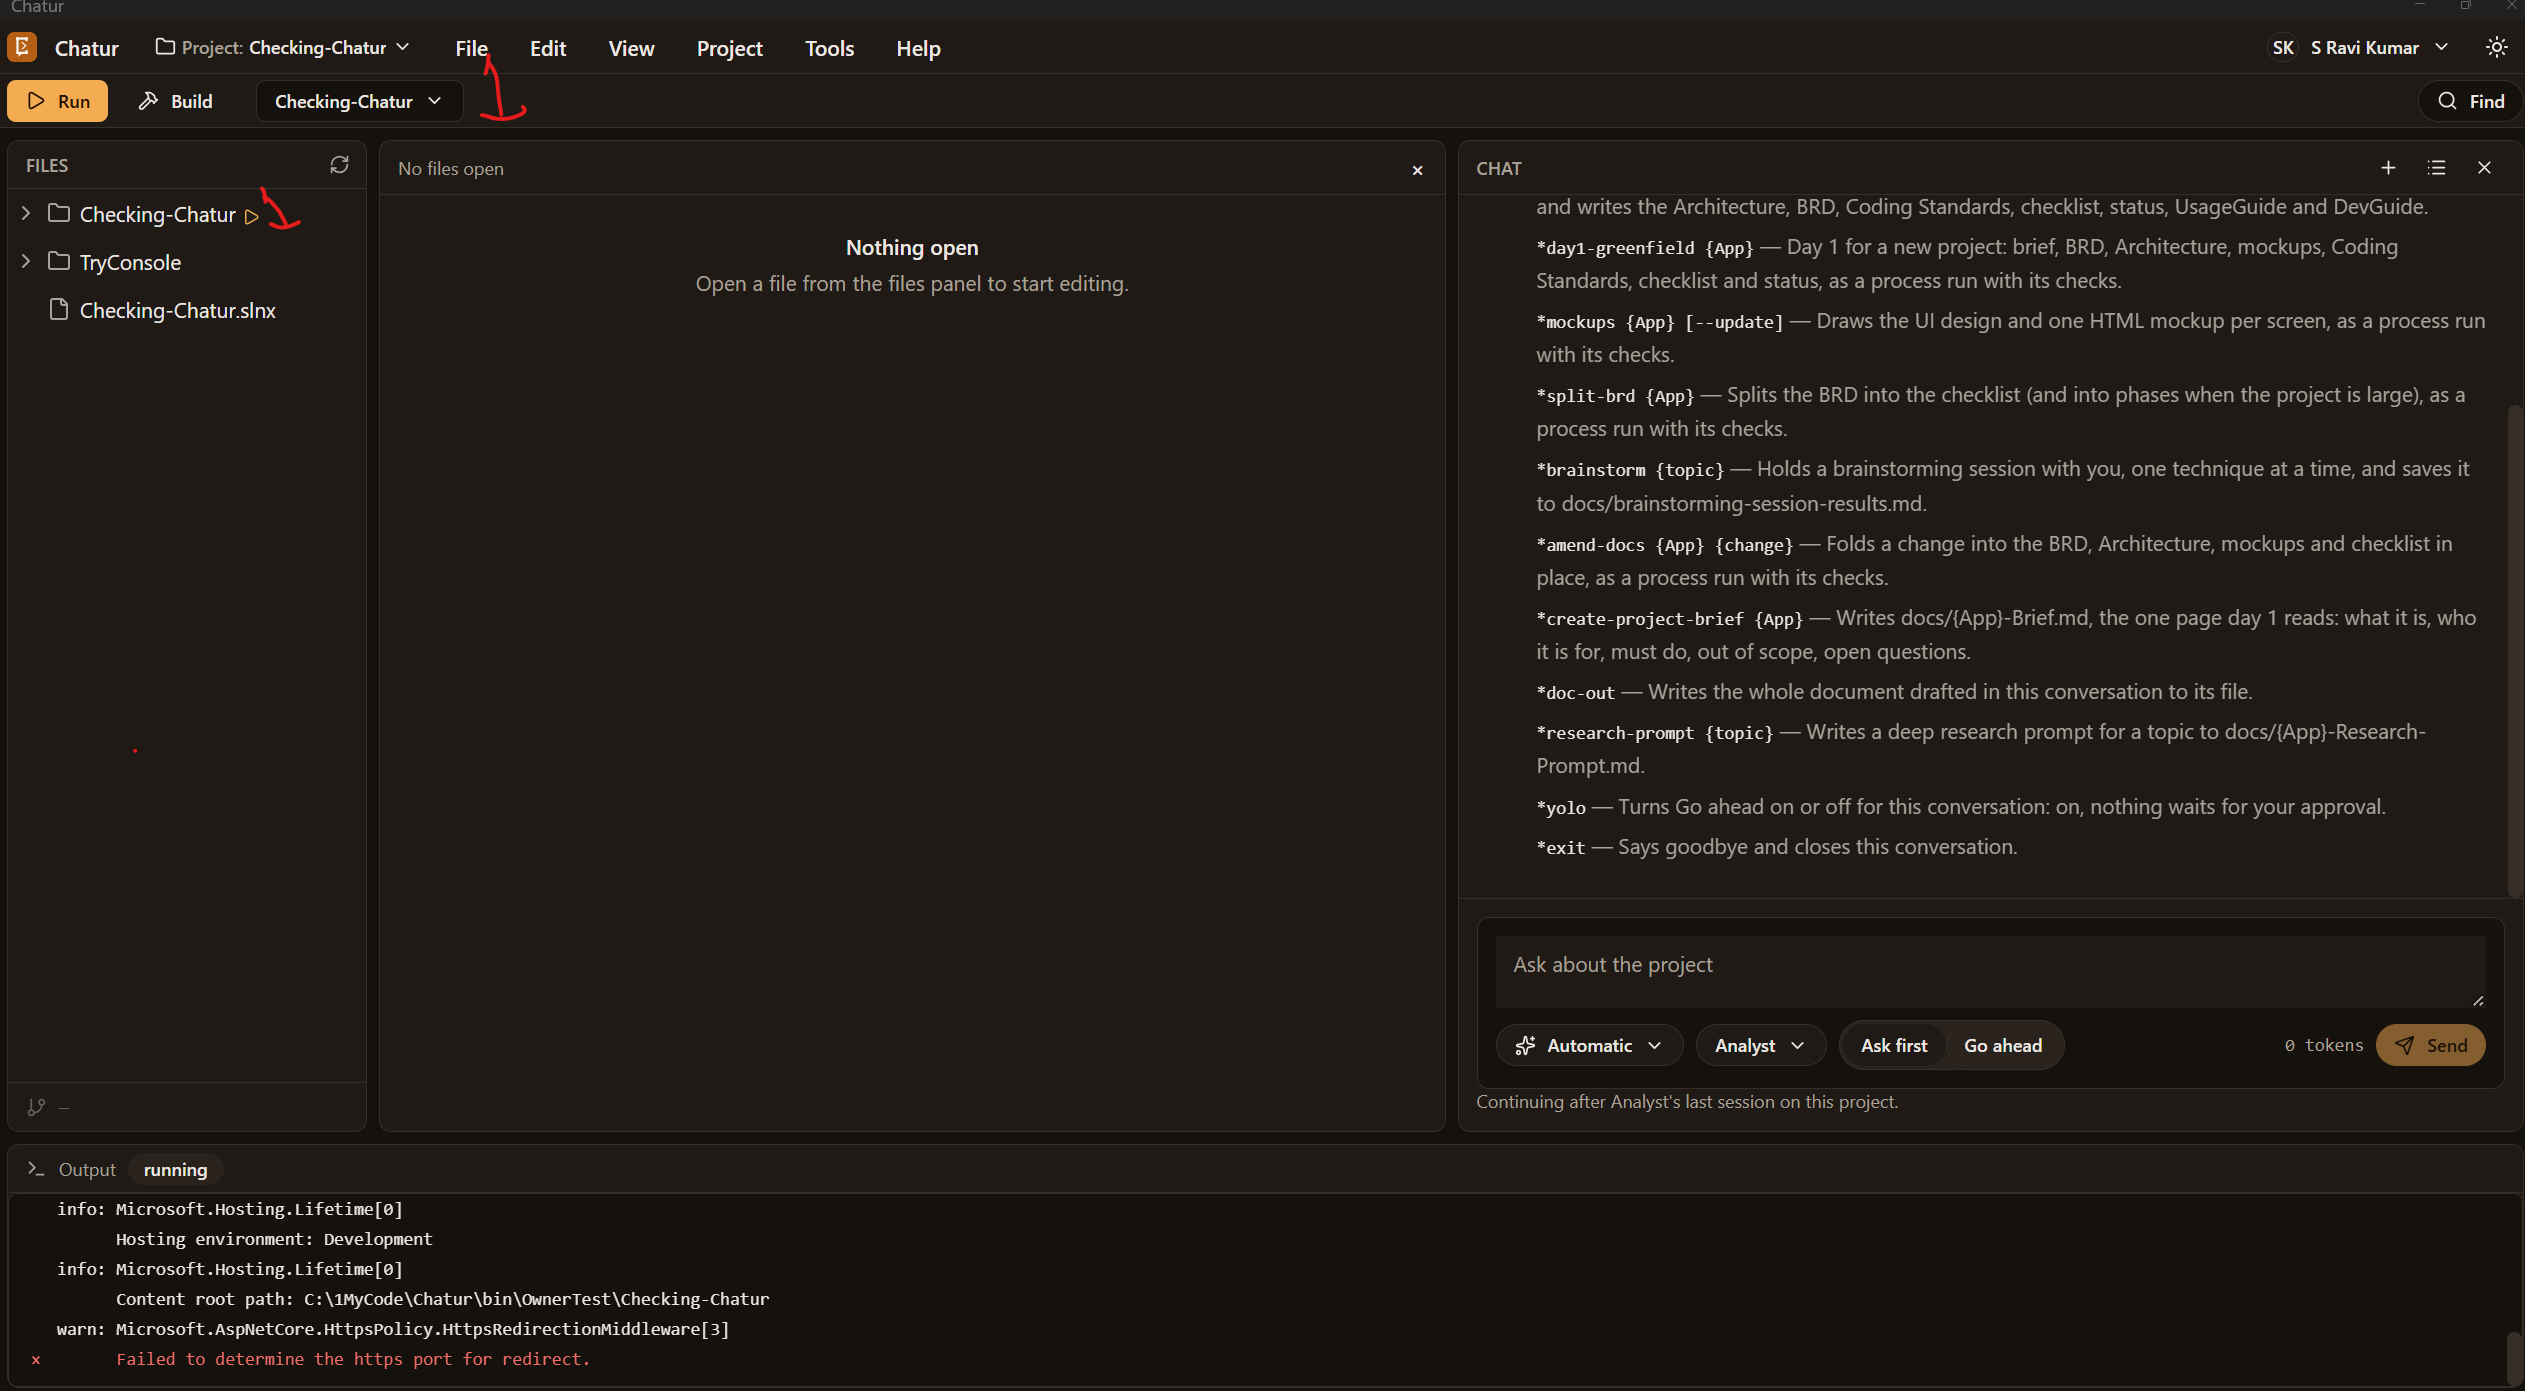 Chatur
Chatur Project: Checking-Chatur File Edit View Project Tools Help SK S Ravi Kumar
Run Build Checking-Chatur Find
FILES
Checking-Chatur
TryConsole
Checking-Chatur.slnx
No files open
Nothing open
Open a file from the files panel to start editing.
CHAT
and writes the Architecture, BRD, Coding Standards, checklist, status, UsageGuide and DevGuide.
*day1-greenfield {App} — Day 1 for a new project: brief, BRD, Architecture, mockups, Coding
Standards, checklist and status, as a process run with its checks.
*mockups {App} [--update] — Draws the UI design and one HTML mockup per screen, as a process run
with its checks.
*split-brd {App} — Splits the BRD into the checklist (and into phases when the project is large), as a
process run with its checks.
*brainstorm {topic} — Holds a brainstorming session with you, one technique at a time, and saves it
to docs/brainstorming-session-results.md.
*amend-docs {App} {change} — Folds a change into the BRD, Architecture, mockups and checklist in
place, as a process run with its checks.
*create-project-brief {App} — Writes docs/{App}-Brief.md, the one page day 1 reads: what it is, who
it is for, must do, out of scope, open questions.
*doc-out — Writes the whole document drafted in this conversation to its file.
*research-prompt {topic} — Writes a deep research prompt for a topic to docs/{App}-Research-
Prompt.md.
*yolo — Turns Go ahead on or off for this conversation: on, nothing waits for your approval.
*exit — Says goodbye and closes this conversation.
Ask about the project
Automatic Analyst Ask first Go ahead 0 tokens Send
Continuing after Analyst's last session on this project.
Output running
info: Microsoft.Hosting.Lifetime[0]
Hosting environment: Development
info: Microsoft.Hosting.Lifetime[0]
Content root path: C:\1MyCode\Chatur\bin\OwnerTest\Checking-Chatur
warn: Microsoft.AspNetCore.HttpsPolicy.HttpsRedirectionMiddleware[3]
x Failed to determine the https port for redirect.